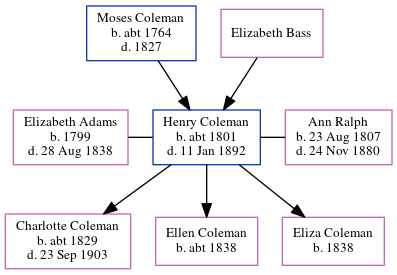 Moses Coleman
b. abt 1764
d. 1827
Elizabeth Bass
Elizabeth Adams
b. 1799
d. 28 Aug 1838
Henry Coleman
b. abt 1801
d. 11 Jan 1892
Ann Ralph
b. 23 Aug 1807
d. 24 Nov 1880
Charlotte Coleman
b. abt 1829
d. 23 Sep 1903
Ellen Coleman
b. abt 1838
Eliza Coleman
b. 1838